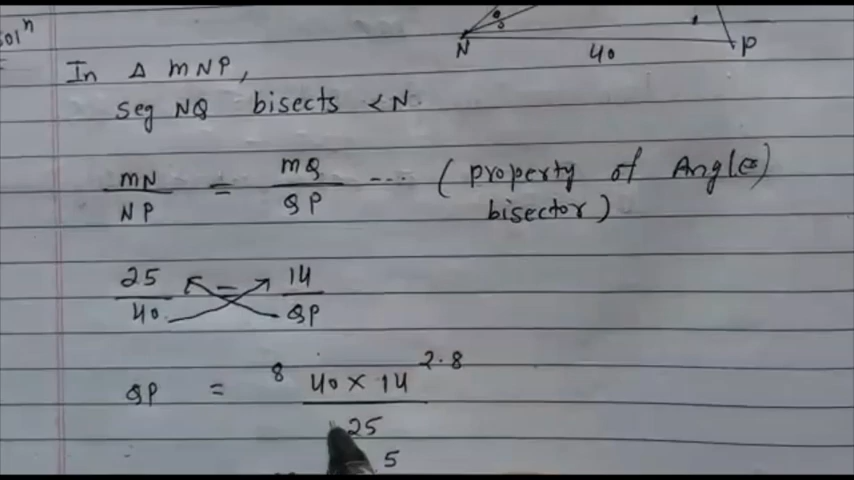 Solⁿ
N 40 P
In Δ MNP,
Seg NQ bisects <N.
MN/NP = MQ/QP .... (property of Angle
bisector)
25/40 = 14/QP
QP = 8 40 × 14 2.8
25
5